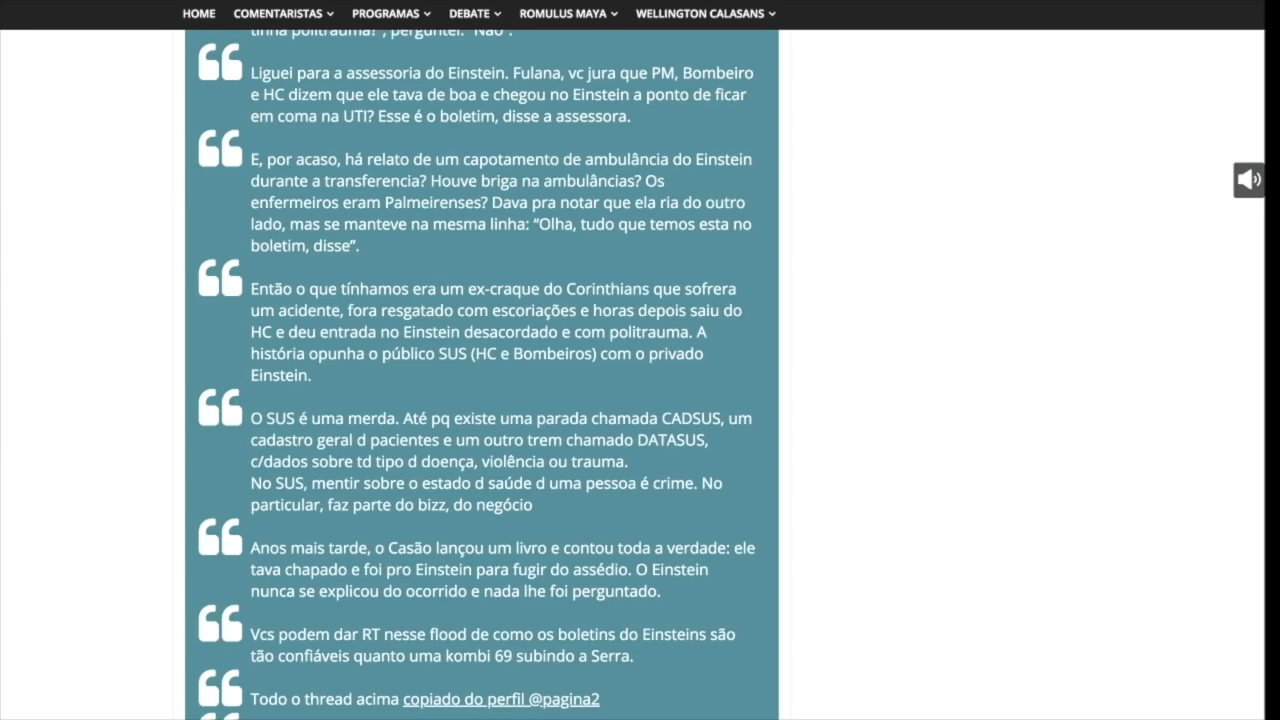 HOME COMENTARISTAS PROGRAMAS DEBATE ROMULUS MAYA WELLINGTON CALASANS
tinha politrauma?", perguntei. "Não".
Liguei para a assessoria do Einstein. Fulana, vc jura que PM, Bombeiro
e HC dizem que ele tava de boa e chegou no Einstein a ponto de ficar
em coma na UTI? Esse é o boletim, disse a assessora.
E, por acaso, há relato de um capotamento de ambulância do Einstein
durante a transferencia? Houve briga na ambulâncias? Os
enfermeiros eram Palmeirenses? Dava pra notar que ela ria do outro
lado, mas se manteve na mesma linha: “Olha, tudo que temos esta no
boletim, disse”.
Então o que tínhamos era um ex-craque do Corinthians que sofrera
um acidente, fora resgatado com escoriações e horas depois saiu do
HC e deu entrada no Einstein desacordado e com politrauma. A
história opunha o público SUS (HC e Bombeiros) com o privado
Einstein.
O SUS é uma merda. Até pq existe uma parada chamada CADSUS, um
cadastro geral d pacientes e um outro trem chamado DATASUS,
c/dados sobre td tipo d doença, violência ou trauma.
No SUS, mentir sobre o estado d saúde d uma pessoa é crime. No
particular, faz parte do bizz, do negócio
Anos mais tarde, o Casão lançou um livro e contou toda a verdade: ele
tava chapado e foi pro Einstein para fugir do assédio. O Einstein
nunca se explicou do ocorrido e nada lhe foi perguntado.
Vcs podem dar RT nesse flood de como os boletins do Einsteins são
tão confiáveis quanto uma kombi 69 subindo a Serra.
Todo o thread acima copiado do perfil @pagina2